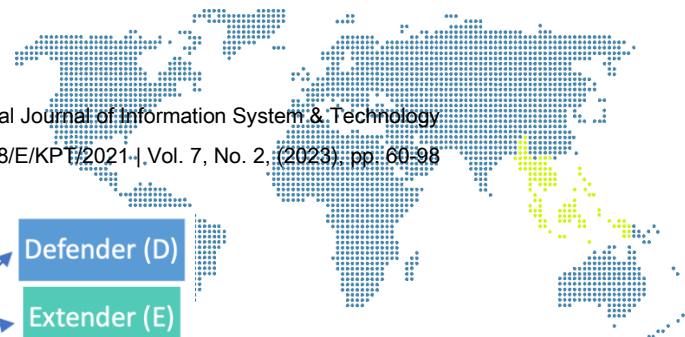 al Journal of Information System & Technology
8/E/KPT/2021 | Vol. 7, No. 2, (2023), pp. 60-98
Defender (D)
Extender (E)